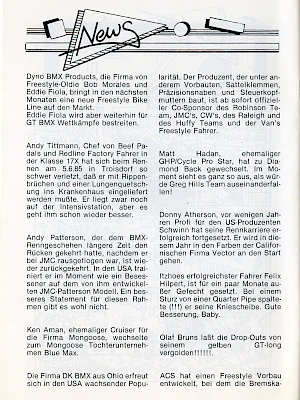 News
Dyno BMX Products, die Firma von
Freestyle-Oldie Bob Morales und
Eddie Fiola, bringt in den nächsten
Monaten eine neue Freestyle Bike
Line auf den Markt.
Eddie Fiola wird aber weiterhin für
GT BMX Wettkämpfe bestreiten.
Andy Tittmann, Chef von Beef Pa-
dals und Redline Factory Fahrer in
der Klasse 17X hat sich beim Ren-
nen am 5.6.85 in Troisdorf so
schwer verletzt, daß er mit Rippen-
brüchen und einer Lungenquetsch-
ung ins Krankenhaus eingeliefert
werden mußte. Er liegt zwar noch
auf der Intensivstation, aber es
geht ihm schon wieder besser.
Andy Patterson, der dem BMX-
Renngeschehen längere Zeit den
Rücken gekehrt hatte, nachdem er
bei JMC rausgeflogen war, ist wie-
der zurückgekehrt. In den USA trai-
niert er im Moment wie ein Beses-
sener auf dem von ihm entwickel-
ten JMC-Patterson Modell. Ein bes-
seres Statement für diesen Rah-
men gibt es wohl nicht.
Ken Aman, ehemaliger Cruiser für
die Firma Mongoose, wechselte
zum Mongoose Tochterunterneh-
men Blue Max.
Die Firma DK BMX aus Ohio erfreut
sich in den USA wachsender Popu-
larität. Der Produzent, der unter an-
derem Vorbauten, Sattelklemmen,
Präzisionsnaben und Steuerkopf-
muttern baut, ist ab sofort offiziel-
ler Co-Sponsor des Robinson Te-
am, JMC's, CW's, des Raleigh und
des Huffy Teams und der Van's
Freestyle Fahrer.
Matt Hadan, ehemaliger
GHP/Cycle Pro Star, hat zu Dia-
mond Back gewechselt. Im Mo-
ment sieht es ganz so aus, als wür-
de Greg Hills Team auseinanderfal-
len!
Donny Atherson, vor wenigen Jah-
ren Profi für den US-Produzenten
Schwinn hat seine Rennkarriere er-
folgreich fortgesetzt. Er wird in die-
sem Jahr in den Farben der Califor-
nischen Firma Vector an den Start
gehen.
Itzhoes erfolgreichster Fahrer Felix
Hilpert, ist für ein paar Monate au-
ßer Gefecht gesetzt. Bei einem
Sturz von einer Quarter Pipe spalte-
te (!!!) er seine Kniescheibe. Gute
Besserung, Baby.
Olaf Bruns laßt die Drop-Outs von
seinem gelben GT-long
vergolden!!!!!!.
ACS hat einen Freestyle Vorbau
entwickelt, bei dem die Bremska-